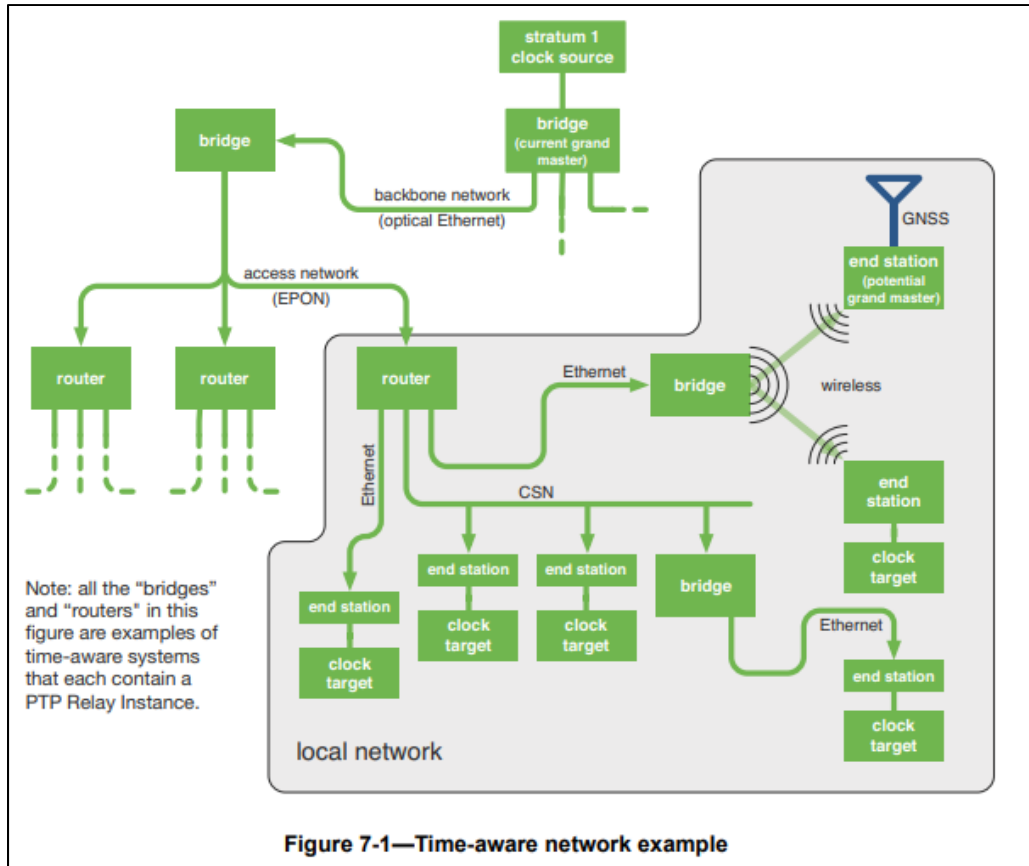 stratum 1
clock source
bridge
(current grand
master)
bridge
backbone network
(optical Ethernet)
GNSS
end station
(potential
grand master)
access network
(EPON)
router
router
router
Ethernet
bridge
wireless
Ethernet
CSN
end
station
clock
target
end station
clock
target
end station
clock
target
bridge
end station
clock
target
Ethernet
end station
clock
target
Note: all the “bridges”
and “routers" in this
figure are examples of
time-aware systems
that each contain a
PTP Relay Instance.
local network
Figure 7-1—Time-aware network example